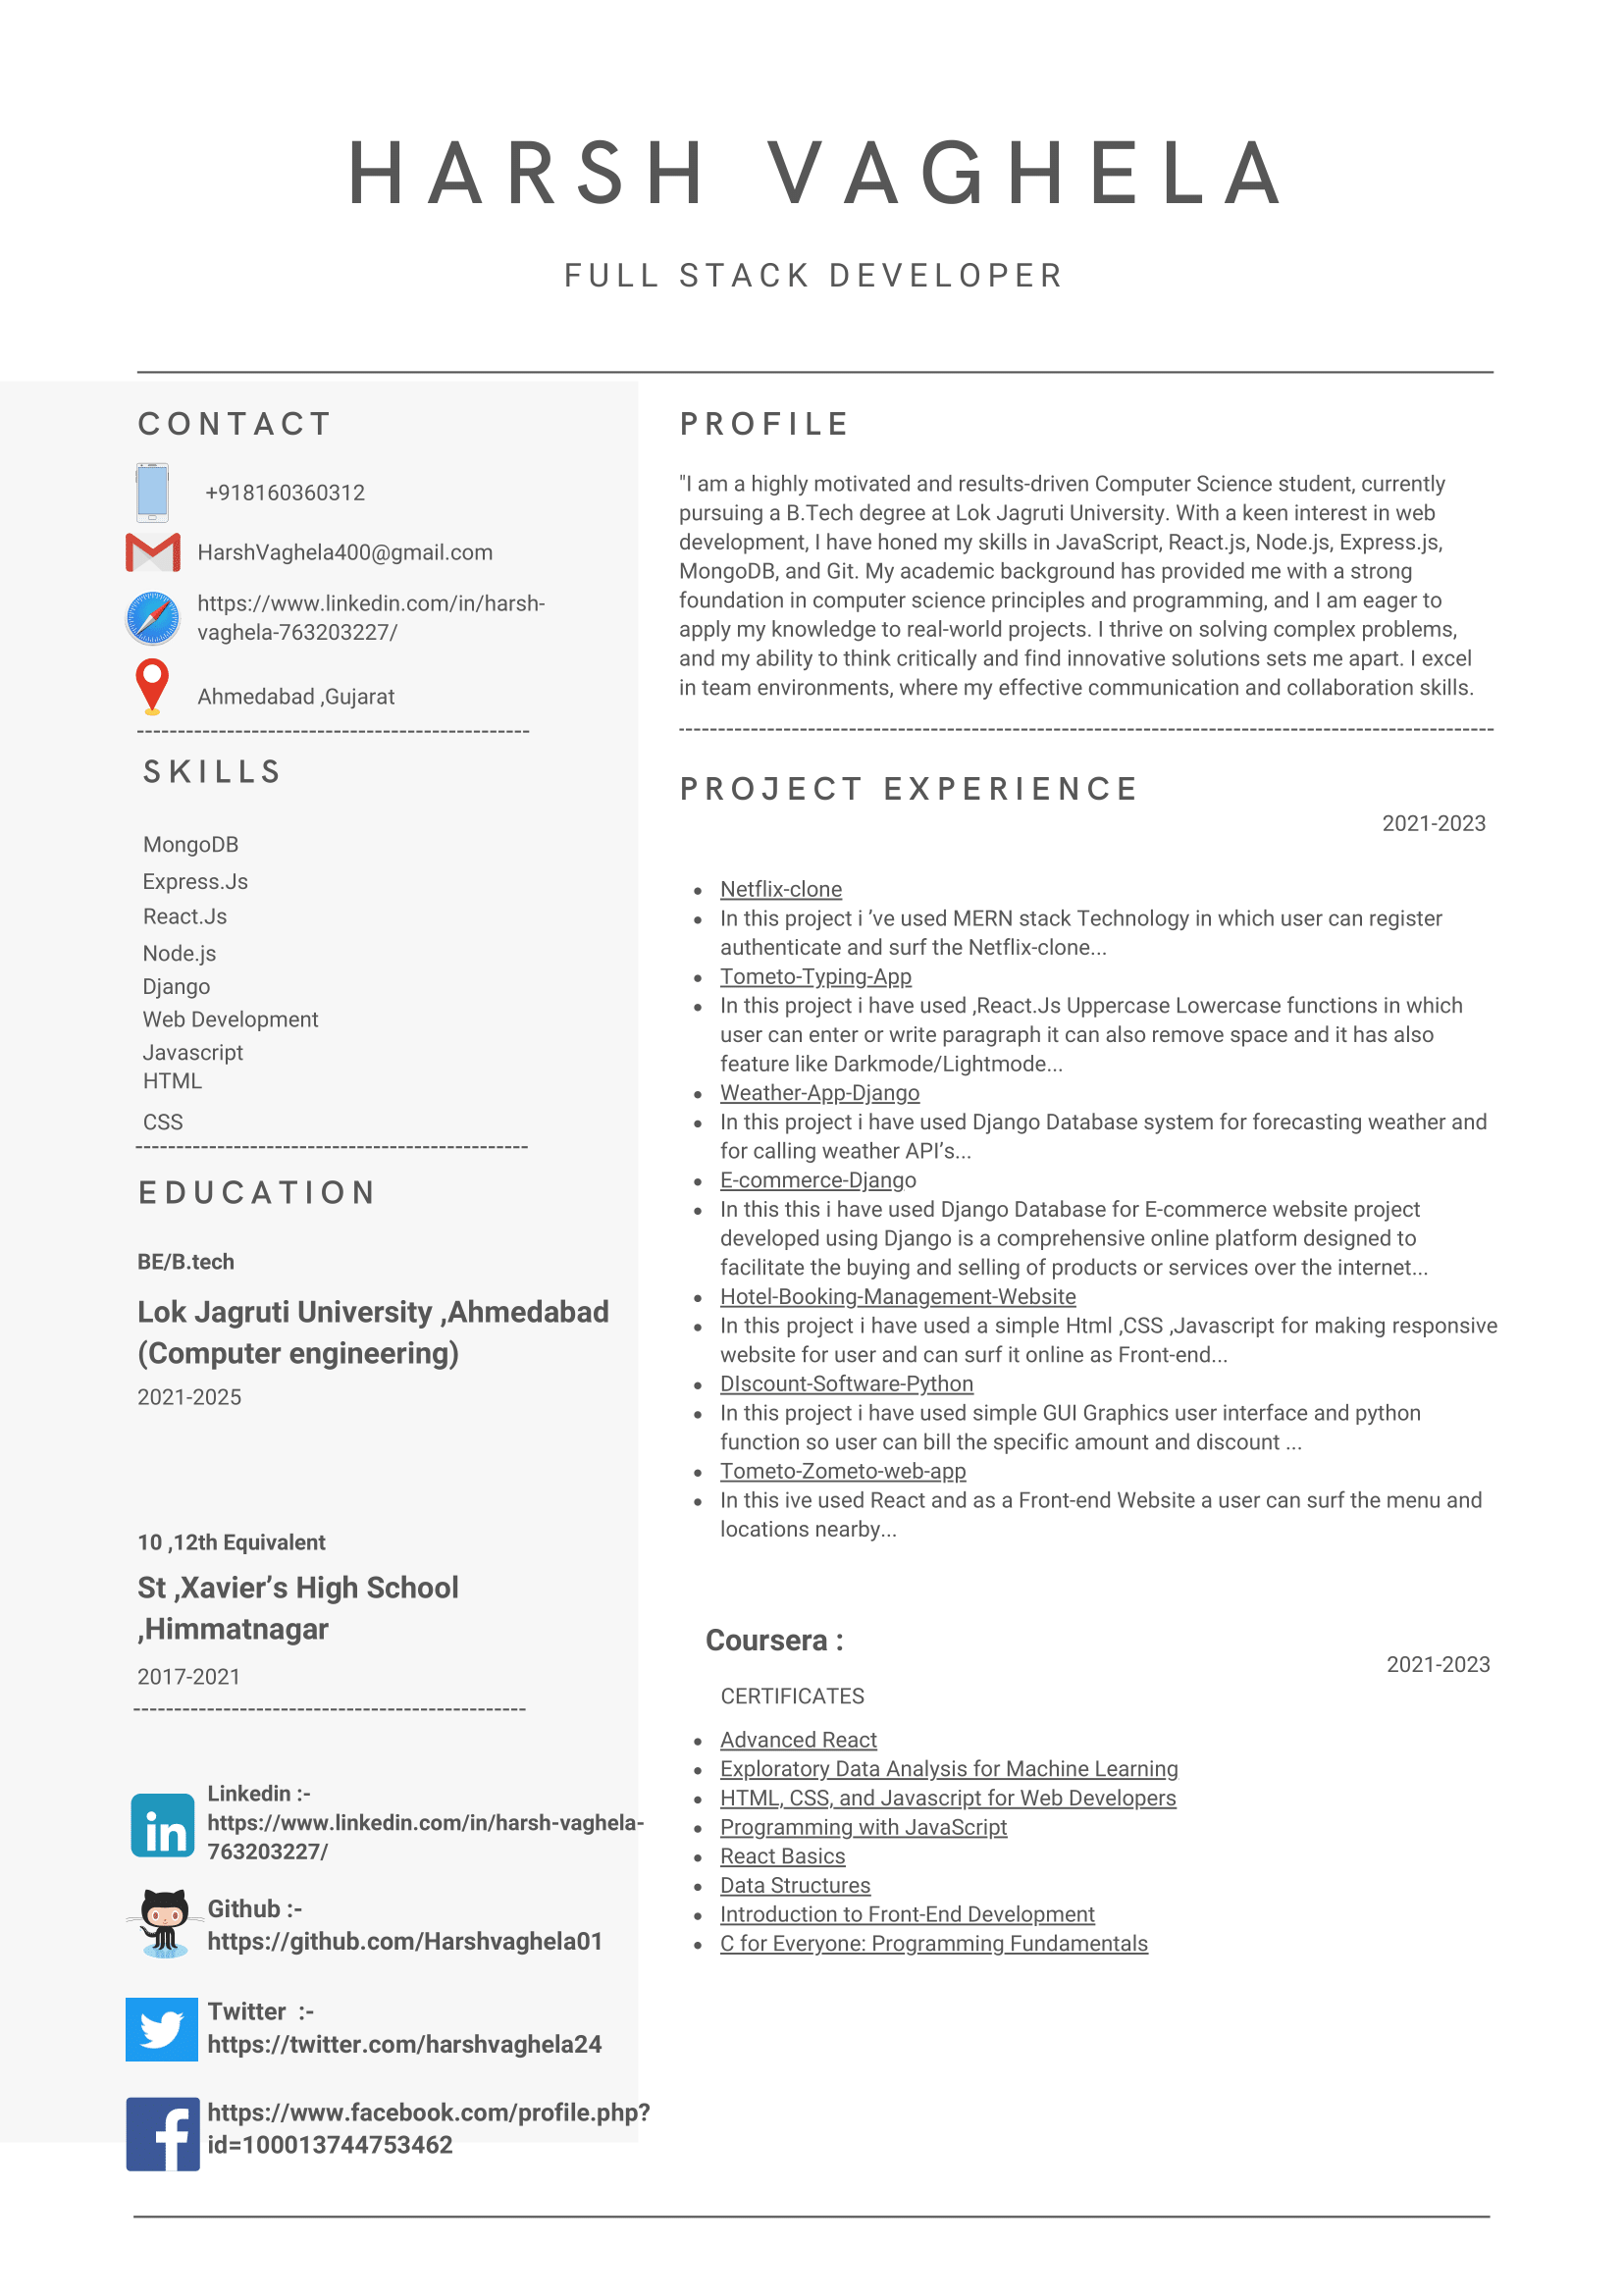 HARSH VAGHELA
FULL STACK DEVELOPER
CONTACT
+918160360312
HarshVaghela400@gmail.com
https://www.linkedin.com/in/harsh-
vaghela-763203227/
Ahmedabad ,Gujarat
SKILLS
MongoDB
Express.Js
React.Js
Node.js
Django
Web Development
Javascript
HTML
CSS
EDUCATION
BE/B.tech
Lok Jagruti University ,Ahmedabad
(Computer engineering)
2021-2025
10 ,12th Equivalent
St ,Xavier’s High School
,Himmatnagar
2017-2021
Linkedin :-
https://www.linkedin.com/in/harsh-vaghela-
763203227/
Github :-
https://github.com/Harshvaghela01
Twitter :-
https://twitter.com/harshvaghela24
https://www.facebook.com/profile.php?
id=100013744753462
PROFILE
"I am a highly motivated and results-driven Computer Science student, currently
pursuing a B.Tech degree at Lok Jagruti University. With a keen interest in web
development, I have honed my skills in JavaScript, React.js, Node.js, Express.js,
MongoDB, and Git. My academic background has provided me with a strong
foundation in computer science principles and programming, and I am eager to
apply my knowledge to real-world projects. I thrive on solving complex problems,
and my ability to think critically and find innovative solutions sets me apart. I excel
in team environments, where my effective communication and collaboration skills.
PROJECT EXPERIENCE
2021-2023
Netflix-clone
In this project i ’ve used MERN stack Technology in which user can register
authenticate and surf the Netflix-clone...
Tometo-Typing-App
In this project i have used ,React.Js Uppercase Lowercase functions in which
user can enter or write paragraph it can also remove space and it has also
feature like Darkmode/Lightmode...
Weather-App-Django
In this project i have used Django Database system for forecasting weather and
for calling weather API’s...
E-commerce-Django
In this this i have used Django Database for E-commerce website project
developed using Django is a comprehensive online platform designed to
facilitate the buying and selling of products or services over the internet...
Hotel-Booking-Management-Website
In this project i have used a simple Html ,CSS ,Javascript for making responsive
website for user and can surf it online as Front-end...
DIscount-Software-Python
In this project i have used simple GUI Graphics user interface and python
function so user can bill the specific amount and discount ...
Tometo-Zometo-web-app
In this ive used React and as a Front-end Website a user can surf the menu and
locations nearby...
Coursera :
2021-2023
CERTIFICATES
Advanced React
Exploratory Data Analysis for Machine Learning
HTML, CSS, and Javascript for Web Developers
Programming with JavaScript
React Basics
Data Structures
Introduction to Front-End Development
C for Everyone: Programming Fundamentals